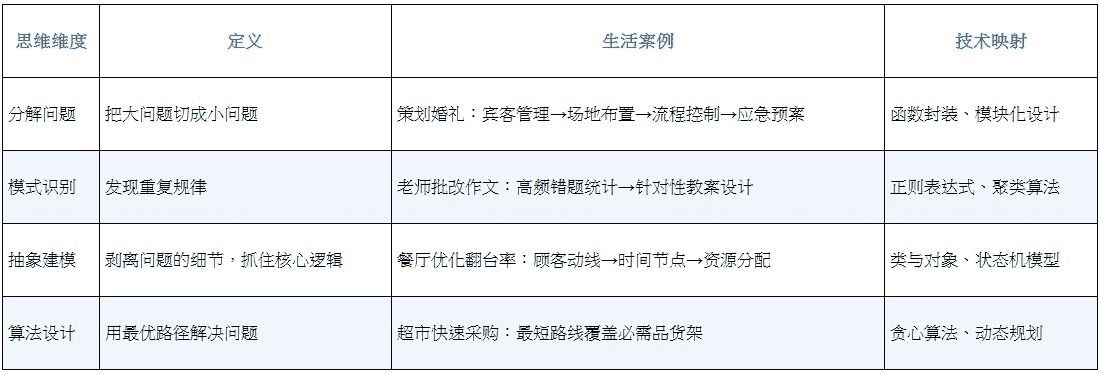 思维维度 定义 生活案例 技术映射
分解问题 把大问题切成小问题 策划婚礼：宾客管理→场地布置→流程控制→应急预案 函数封装、模块化设计
模式识别 发现重复规律 老师批改作文：高频错题统计→针对性教案设计 正则表达式、聚类算法
抽象建模 剥离问题的细节，抓住核心逻辑 餐厅优化翻台率：顾客动线→时间节点→资源分配 类与对象、状态机模型
算法设计 用最优路径解决问题 超市快速采购：最短路线覆盖必需品货架 贪心算法、动态规划